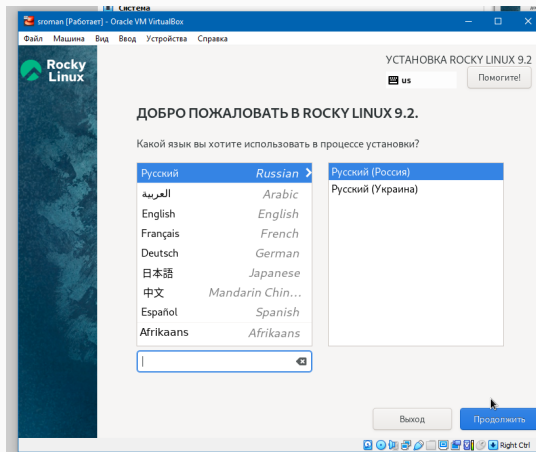 Система
sroman [Работает] - Oracle VM VirtualBox
Файл Машина Вид Ввод Устройства Справка
Rocky
Linux
УСТАНОВКА ROCKY LINUX 9.2
us
Помогите!
ДОБРО ПОЖАЛОВАТЬ В ROCKY LINUX 9.2.
Какой язык вы хотите использовать в процессе установки?
Русский Russian
العربية Arabic
English English
Français French
Deutsch German
日本語 Japanese
中文 Mandarin Chin...
Español Spanish
Afrikaans Afrikaans
Русский (Россия)
Русский (Украина)
Выход
Продолжить
Right Ctrl